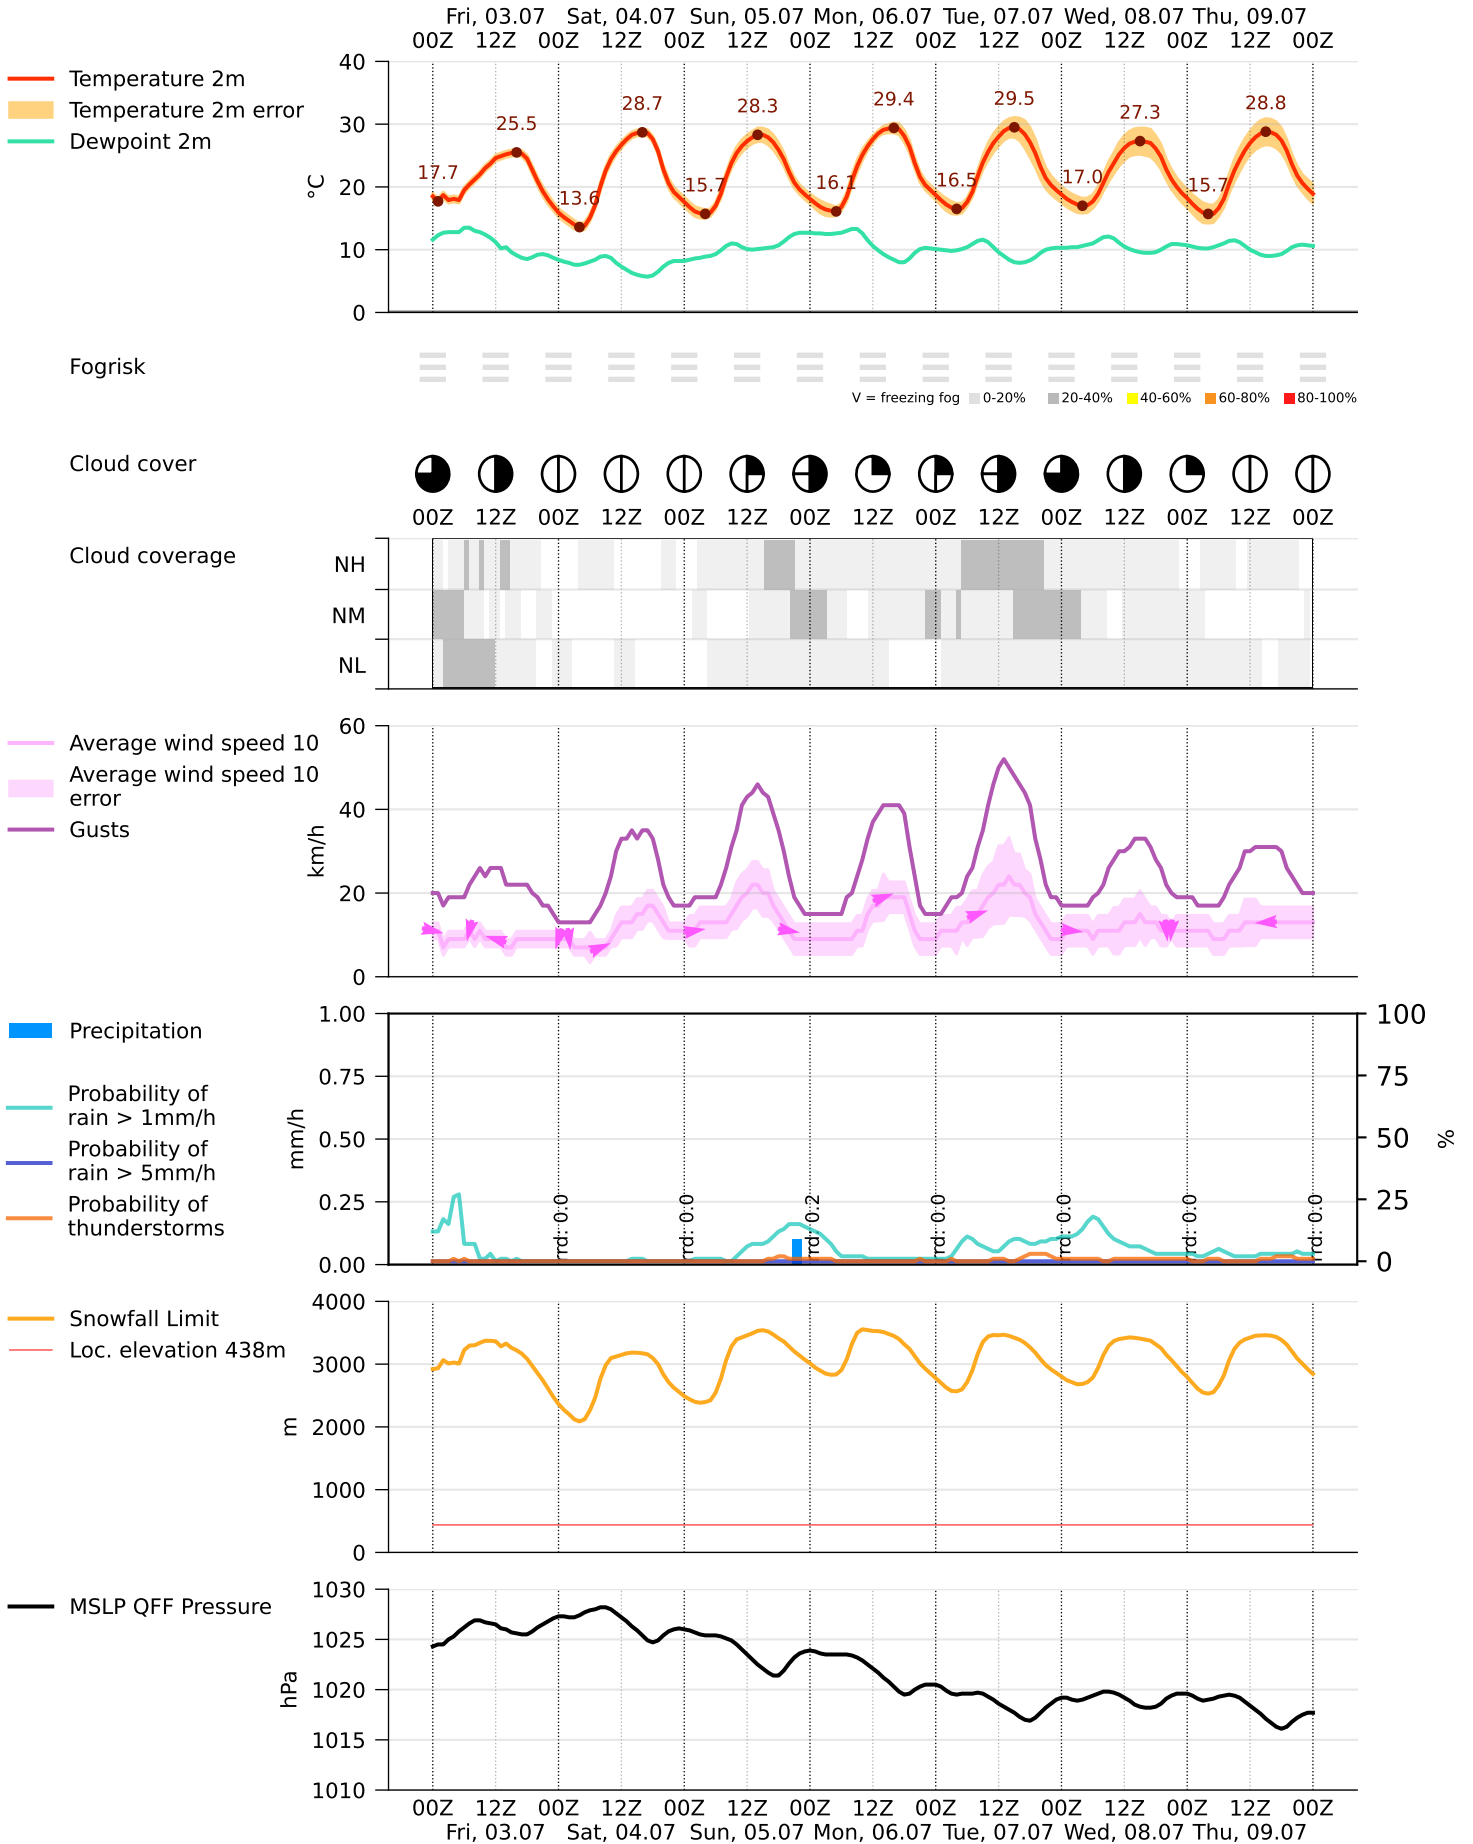 Fri, 03.07 Sat, 04.07 Sun, 05.07 Mon, 06.07 Tue, 07.07 Wed, 08.07 Thu, 09.07
00Z 12Z 00Z 12Z 00Z 12Z 00Z 12Z 00Z 12Z 00Z 12Z 00Z 12Z 00Z
Temperature 2m
Temperature 2m error
Dewpoint 2m
°C
40
30
20
10
0
17.7 25.5 13.6 28.7 15.7 28.3 16.1 29.4 16.5 29.5 17.0 27.3 15.7 28.8
Fogrisk
V = freezing fog 0-20% 20-40% 40-60% 60-80% 80-100%
Cloud cover
00Z 12Z 00Z 12Z 00Z 12Z 00Z 12Z 00Z 12Z 00Z 12Z 00Z 12Z 00Z
Cloud coverage
NH
NM
NL
Average wind speed 10
Average wind speed 10
error
Gusts
km/h
60
40
20
0
Precipitation
Probability of
rain > 1mm/h
Probability of
rain > 5mm/h
Probability of
thunderstorms
mm/h
1.00
0.75
0.50
0.25
0.00
rrd: 0.0 rrd: 0.0 rrd: 0.2 rrd: 0.0 rrd: 0.0 rrd: 0.0 rrd: 0.0
100
75
50
25
0
%
Snowfall Limit
Loc. elevation 438m
m
4000
3000
2000
1000
0
MSLP QFF Pressure
hPa
1030
1025
1020
1015
1010
00Z 12Z 00Z 12Z 00Z 12Z 00Z 12Z 00Z 12Z 00Z 12Z 00Z 12Z 00Z
Fri, 03.07 Sat, 04.07 Sun, 05.07 Mon, 06.07 Tue, 07.07 Wed, 08.07 Thu, 09.07